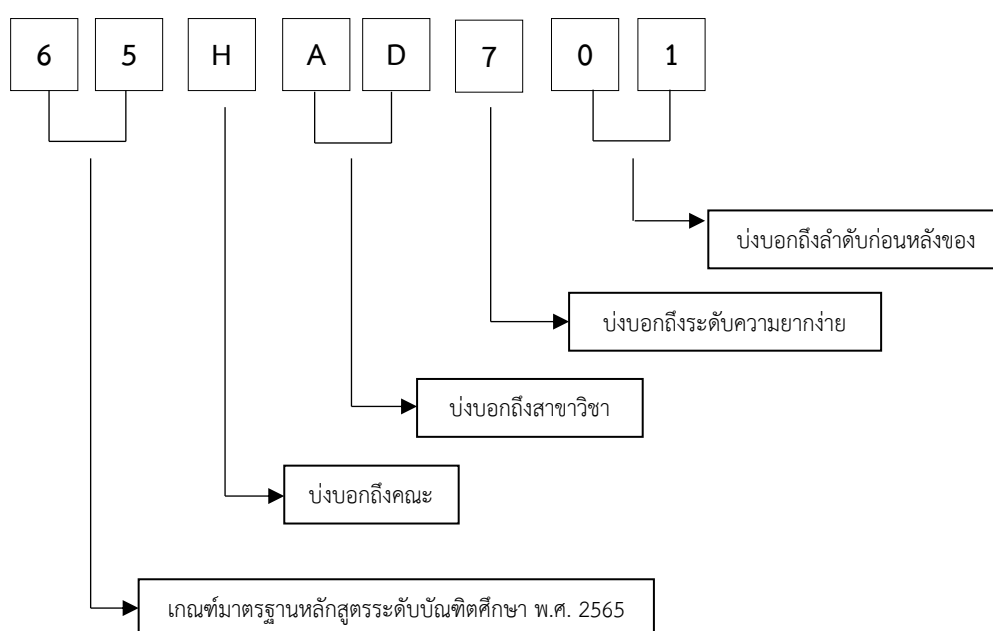 6 5 H A D 7 0 1
บ่งบอกถึงลำดับก่อนหลังของ
บ่งบอกถึงระดับความยากง่าย
บ่งบอกถึงสาขาวิชา
บ่งบอกถึงคณะ
เกณฑ์มาตรฐานหลักสูตรระดับบัณฑิตศึกษา พ.ศ. 2565